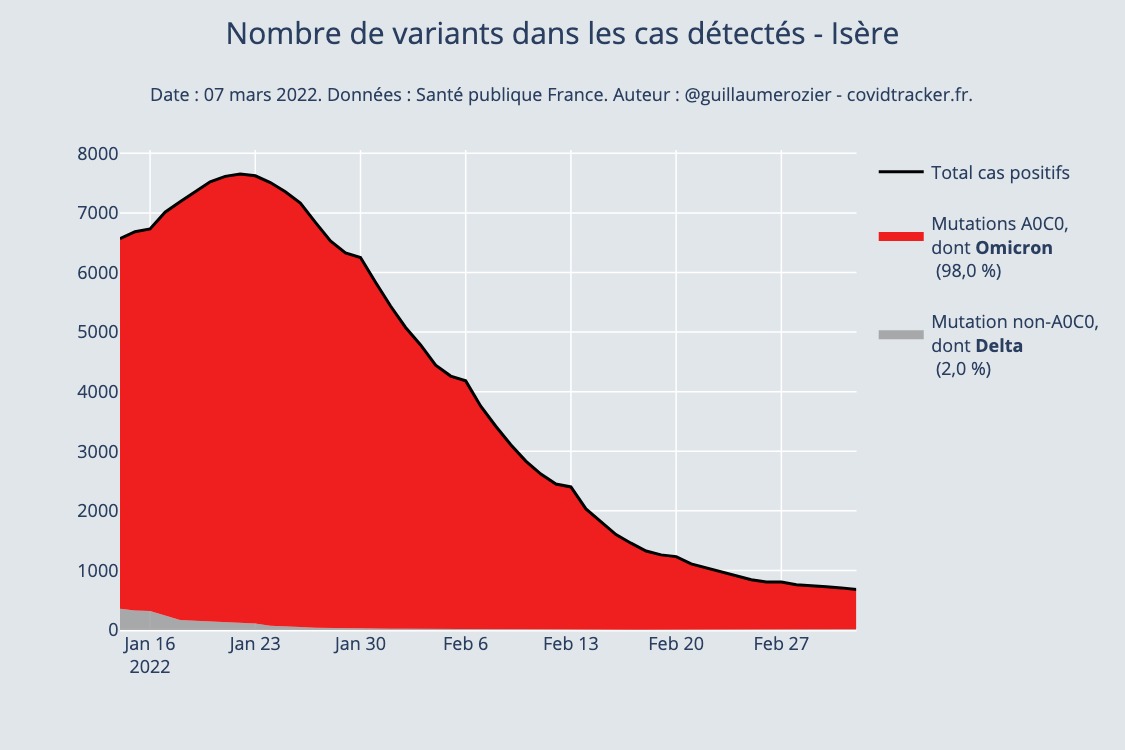 Nombre de variants dans les cas détectés - Isère
Date : 07 mars 2022. Données : Santé publique France. Auteur : @guillaumerozier - covidtracker.fr.
8000
7000
6000
5000
4000
3000
2000
1000
0
Jan 16
2022
Jan 23
Jan 30
Feb 6
Feb 13
Feb 20
Feb 27
Total cas positifs
Mutations A0C0,
dont Omicron
(98,0 %)
Mutation non-A0C0,
dont Delta
(2,0 %)